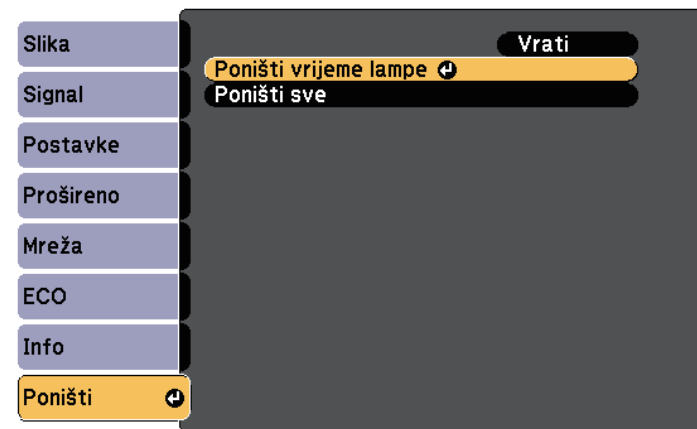 Slika
Signal
Postavke
Prošireno
Mreža
ECO
Info
Poništi
Vrati
Poništi vrijeme lampe
Poništi sve